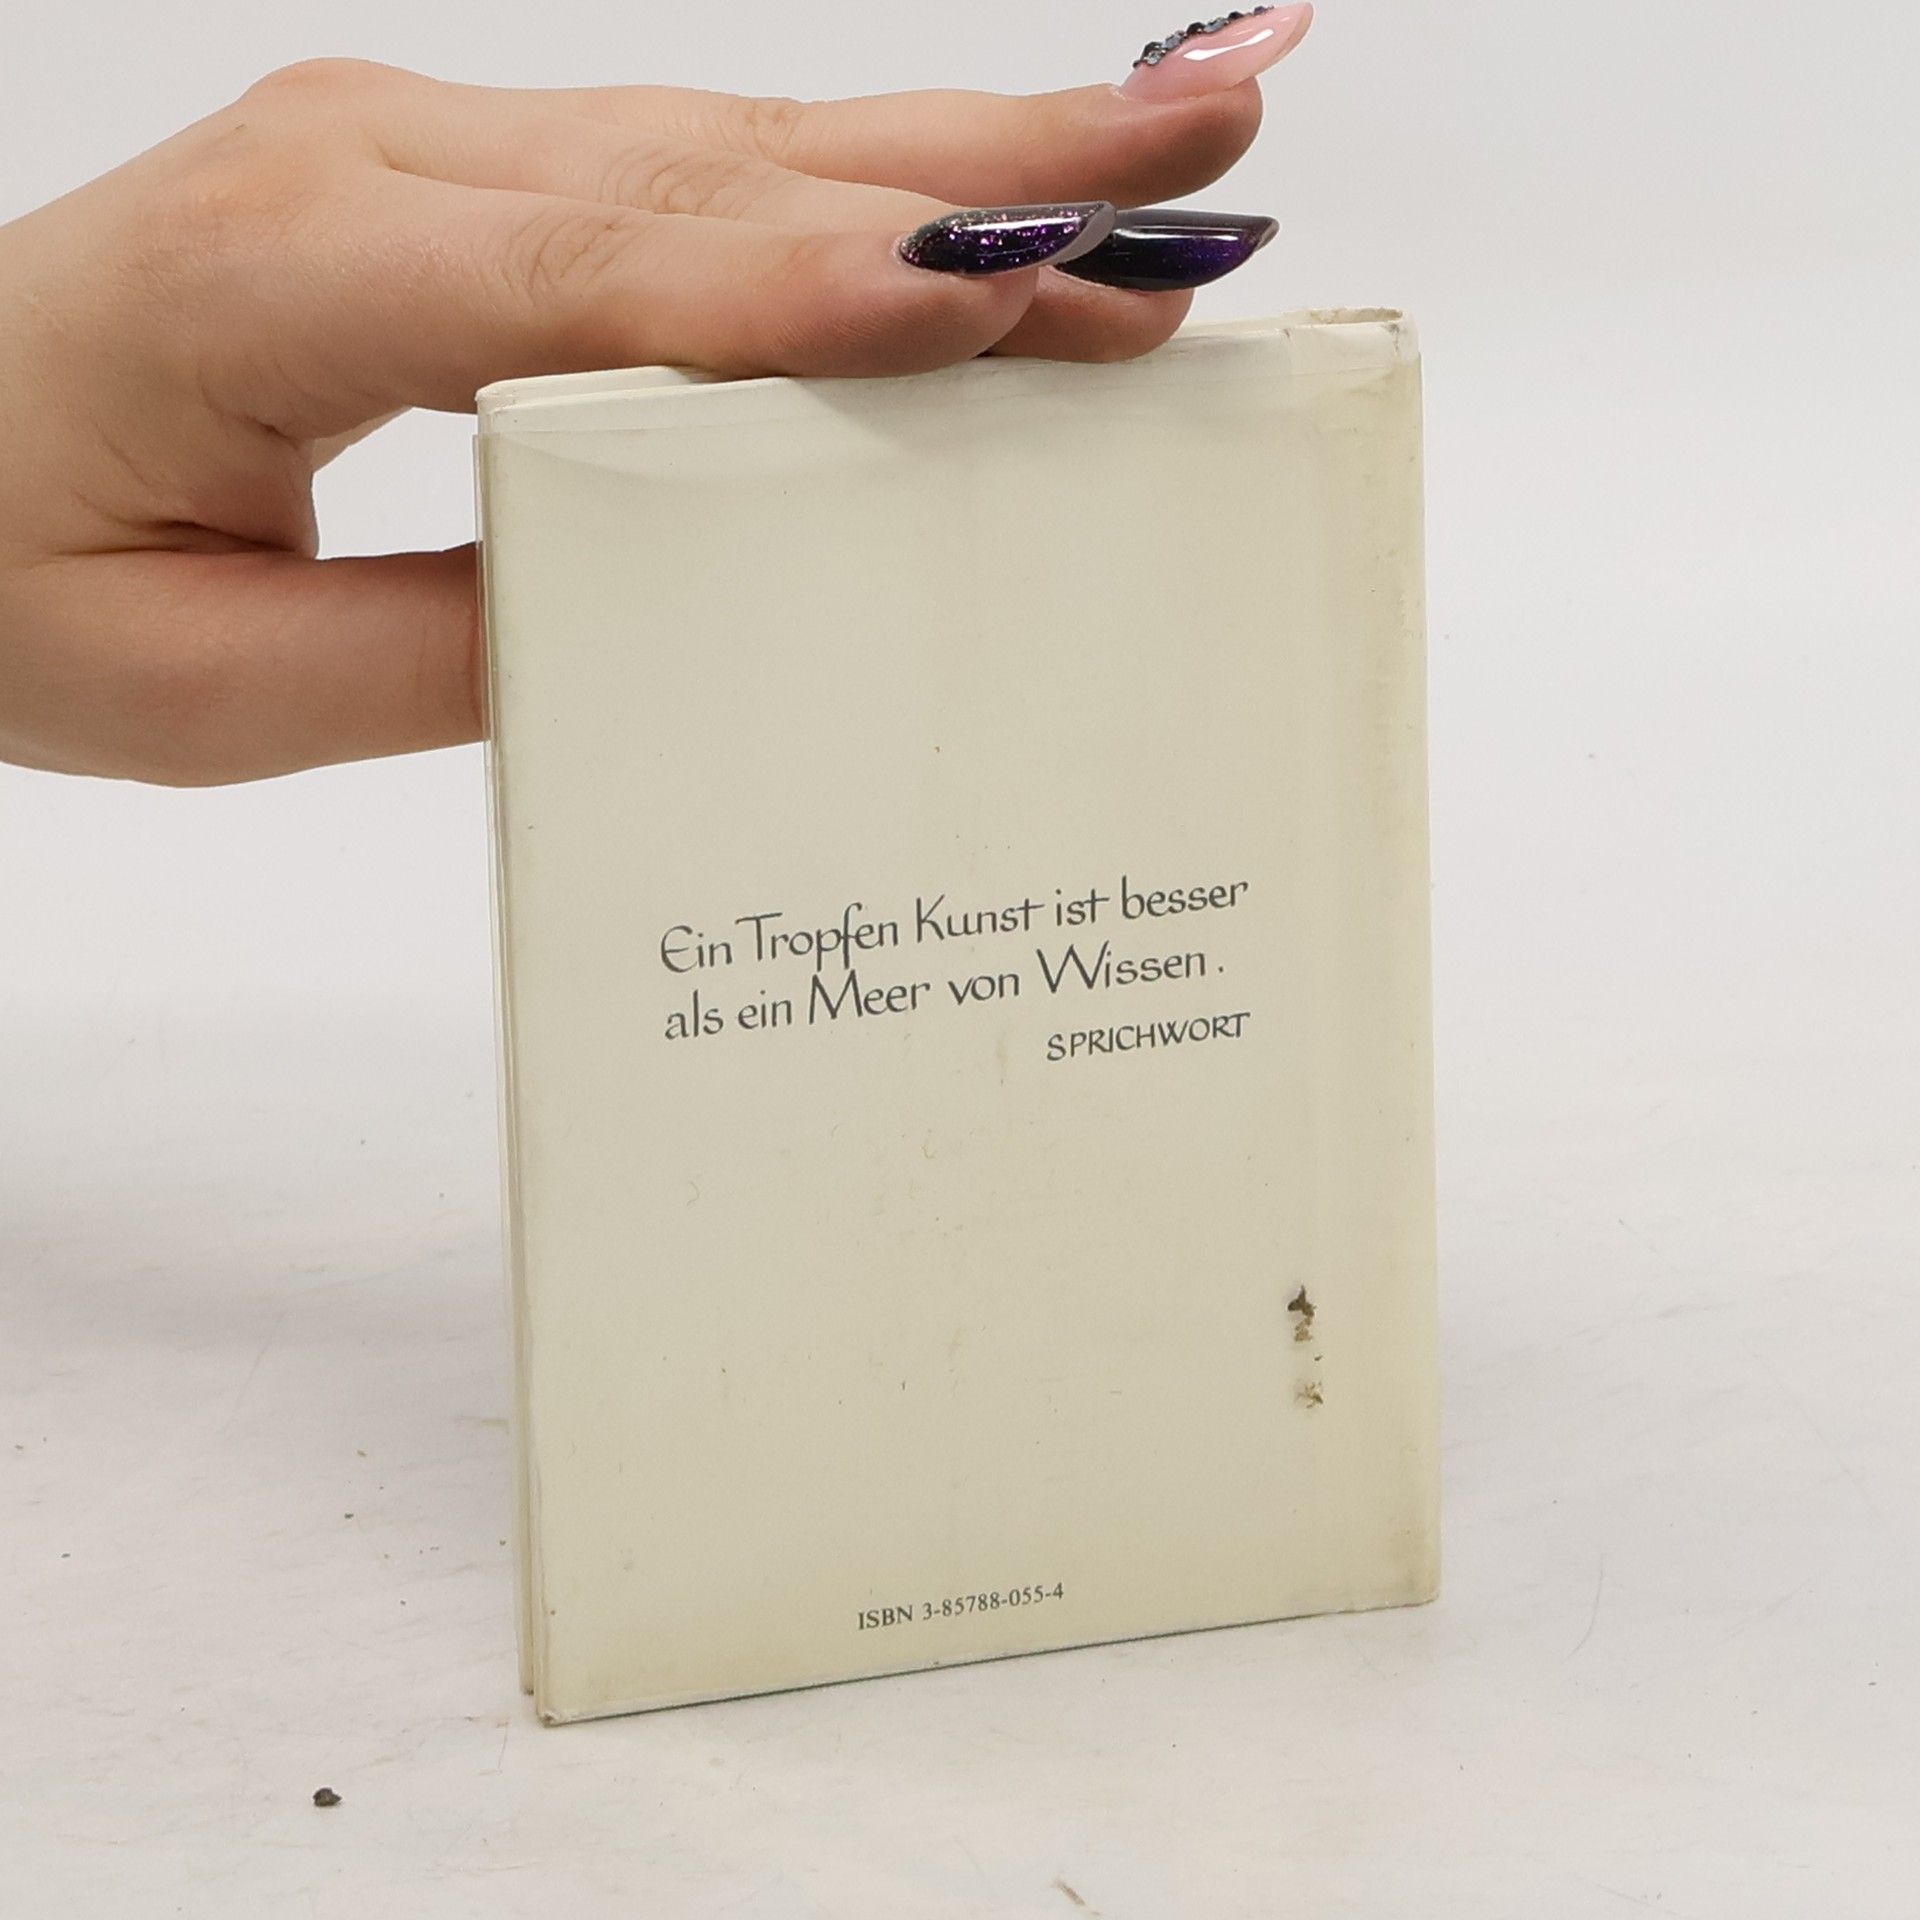 Ein Tropfen Kunst ist besser
als ein Meer von Wissen.
SPRICHWORT
ISBN 3-85788-055-4